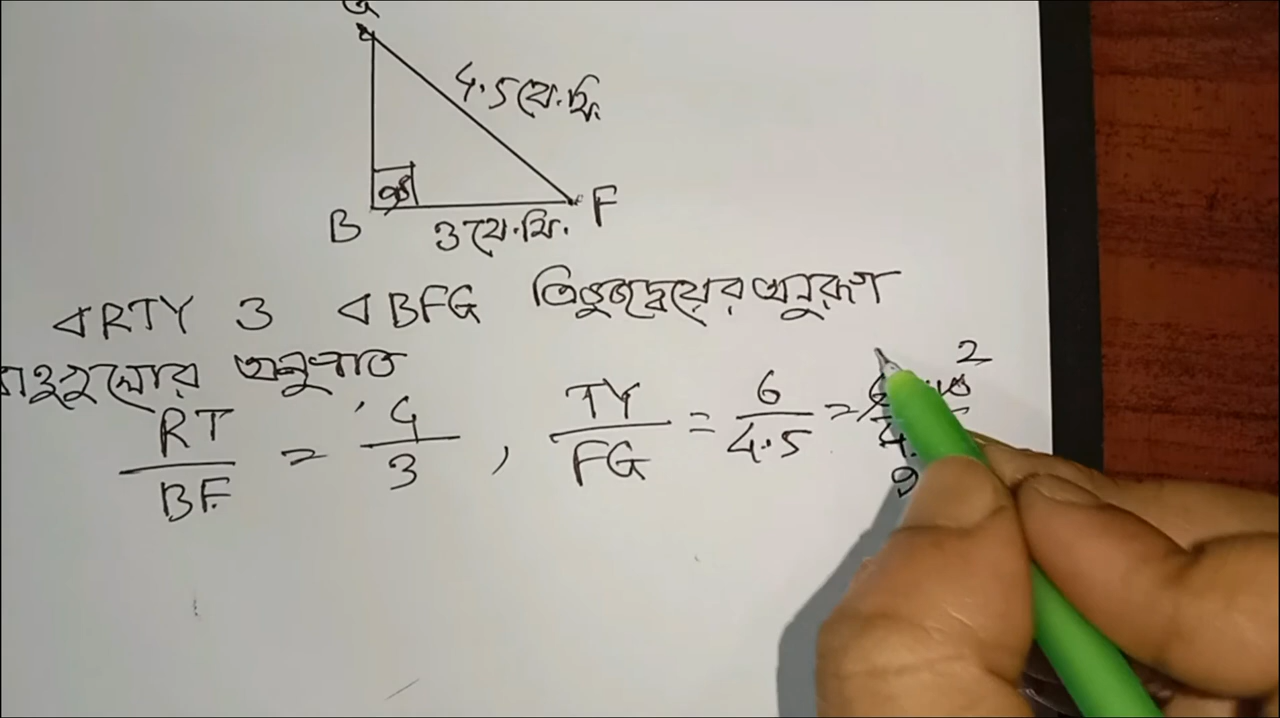 G
4.5 সে.মি.
90°
B
3 সে.মি.
F
◁ RTY ও ◁ BFG ত্রিভুজদ্বয়ের অনুরূপ
বাহুগুলোর অনুপাত
RT/BF = 4/3 , TY/FG = 6/4.5 =
2
9